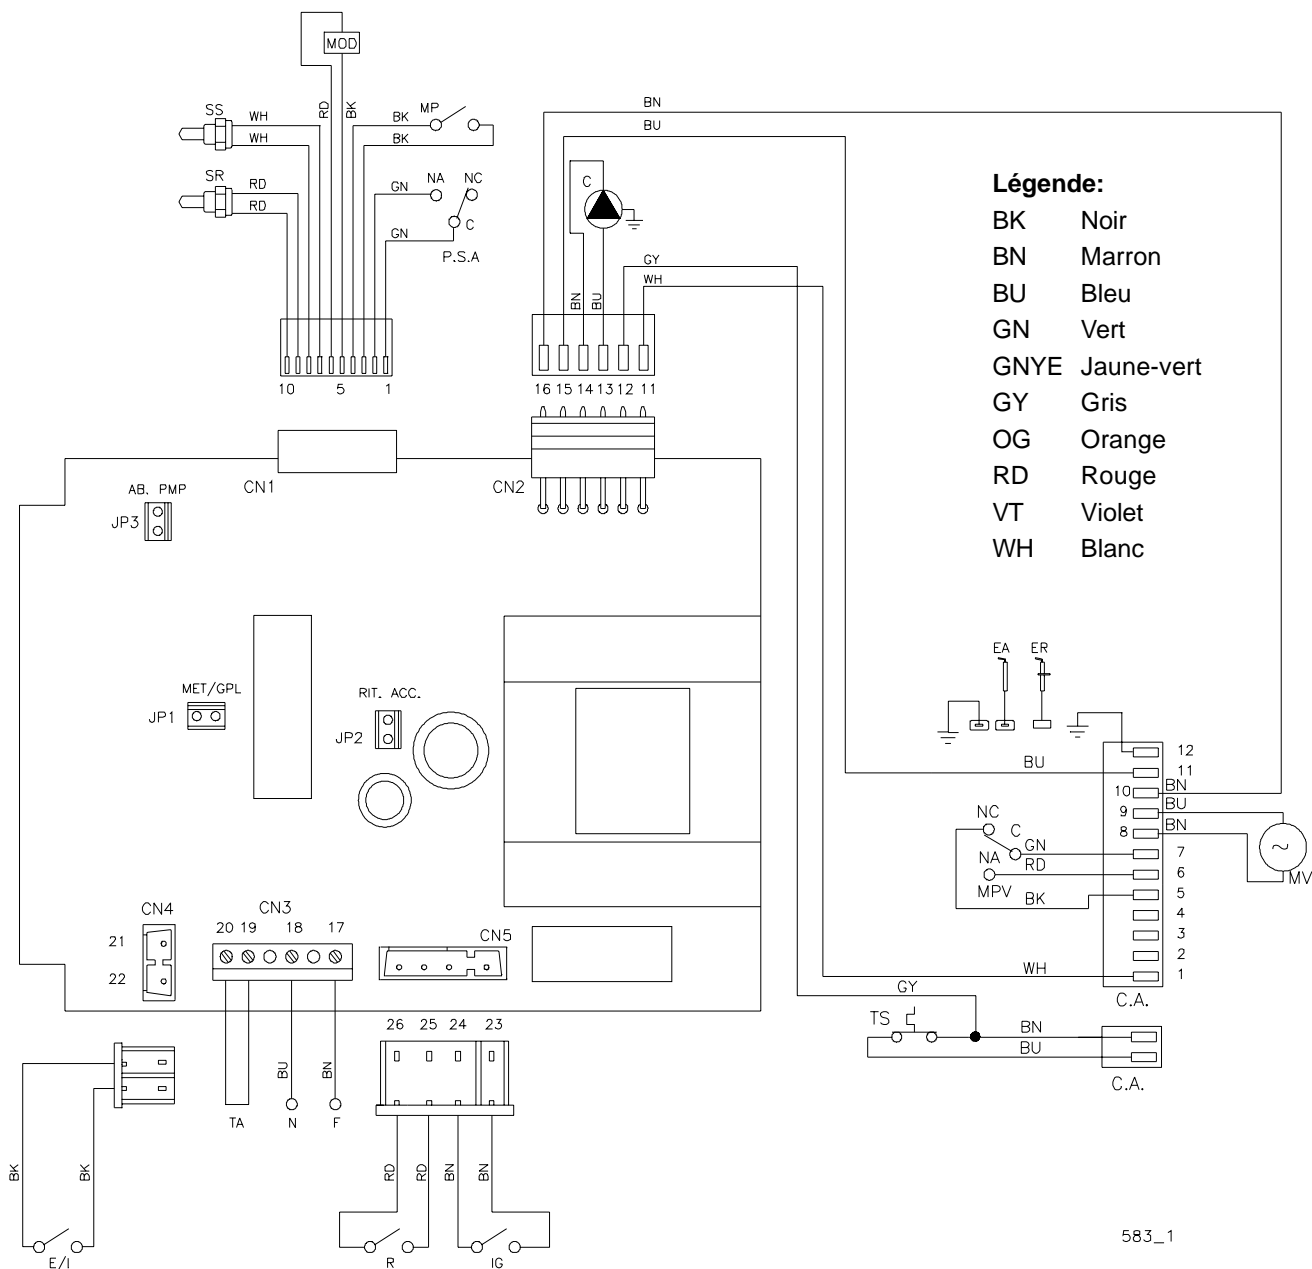 MOD
SS
WH
WH
RD
BK
BK
MP
BK
SR
RD
RD
GN
NA
NC
C
GN
P.S.A
BN
BU
C
GY
WH
BN
BU
10
5
1
16
15
14
13
12
11
Légende:
BK Noir
BN Marron
BU Bleu
GN Vert
GNYE Jaune-vert
GY Gris
OG Orange
RD Rouge
VT Violet
WH Blanc
CN1
CN2
AB. PMP
JP3
MET/GPL
JP1
RIT. ACC.
JP2
EA
ER
12
BU
11
10
BN
9
BU
8
BN
NC
C
GN
7
NA
RD
6
MPV
BK
5
4
3
2
WH
1
C.A.
MV
GY
TS
BN
BU
C.A.
CN4
21
22
CN3
20
19
18
17
CN5
26
25
24
23
BU
BN
TA
N
F
BK
BK
E/I
RD
RD
BN
BN
R
IG
583_1